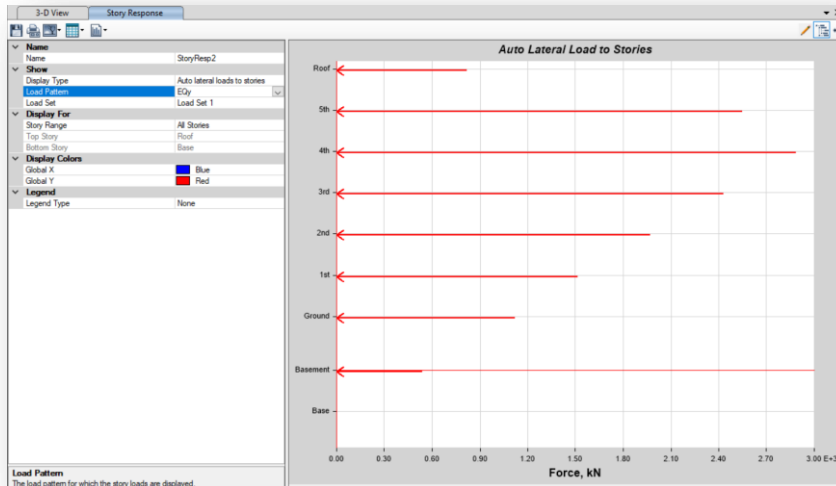 3-D View
Story Response
Name
Name StoryResp2
Show
Display Type Auto lateral loads to stories
Load Pattern EQy
Load Set Load Set 1
Display For
Story Range All Stories
Top Story Roof
Bottom Story Base
Display Colors
Global X Blue
Global Y Red
Legend
Legend Type None
Load Pattern
The load pattern for which the story loads are displayed.
Auto Lateral Load to Stories
Roof
5th
4th
3rd
2nd
1st
Ground
Basement
Base
0.00 0.30 0.60 0.90 1.20 1.50 1.80 2.10 2.40 2.70 3.00 E+3
Force, kN